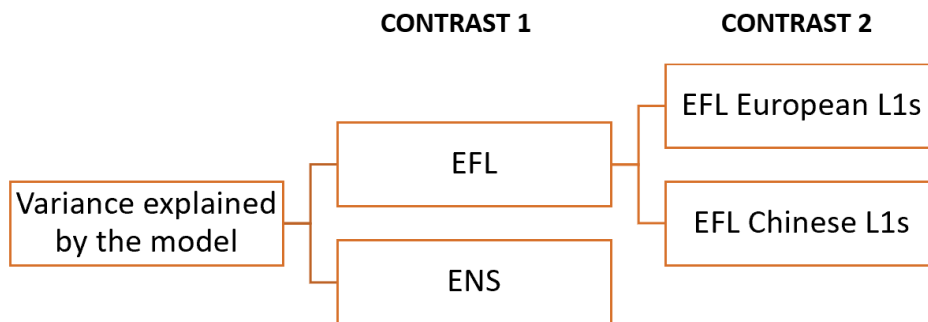 CONTRAST 1
CONTRAST 2
Variance explained
by the model
EFL
ENS
EFL European L1s
EFL Chinese L1s